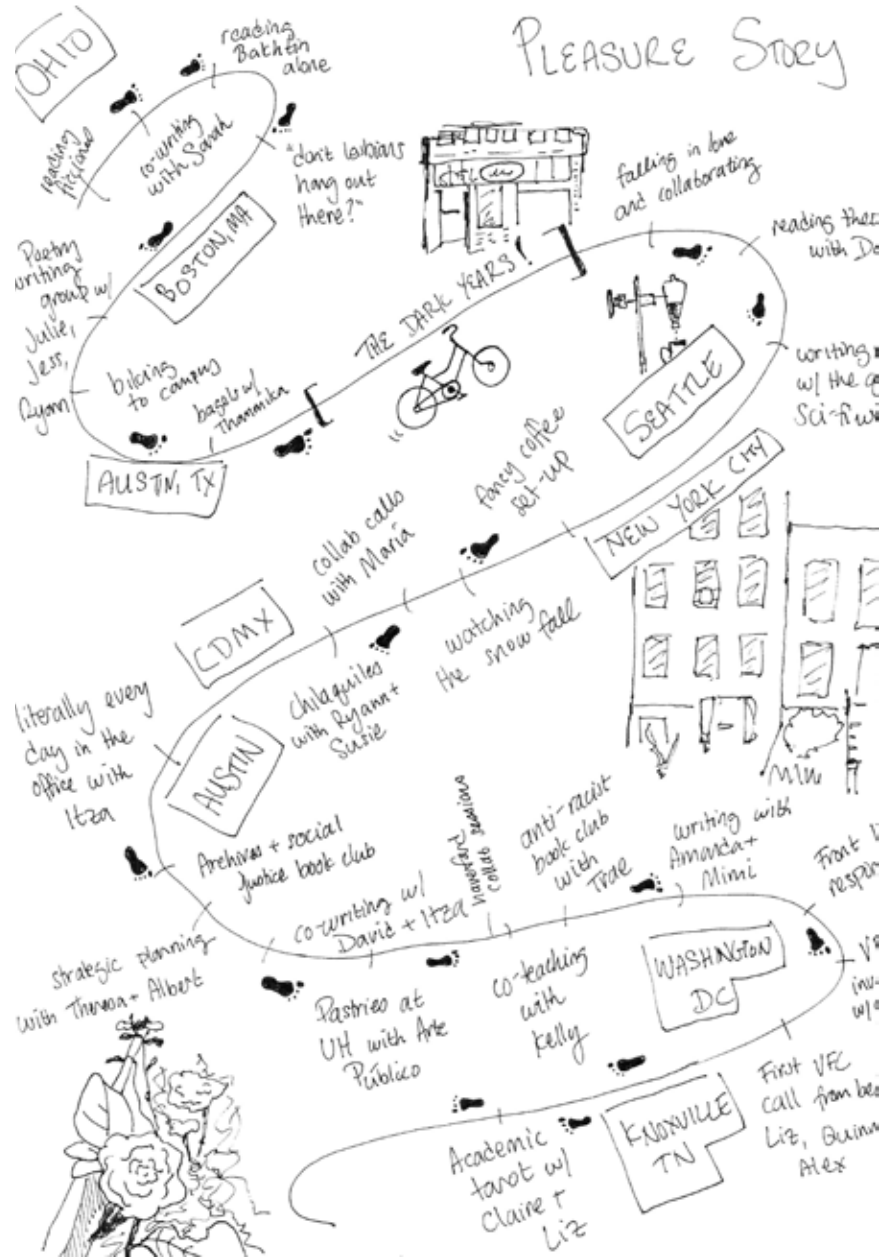 PLEASURE STORY
OHIO
reading
fictional
co-writing
with Sarah
reading
Bakhtin
alone
"don't lesbians
hang out
there?"
BOSTON, MA
Poetry
writing
group w/
Julie,
Jess,
Ryann
biking
to campus
AUSTIN, TX
bagels w/
THE DARK YEARS!
falling in love
and collaborating
reading
with
writing
w/ the
Sci-fi
SEATTLE
NEW YORK CITY
fancy coffee
set-up
watching
the snow fall
collab calls
with Maria
CDMX
chilaquiles
with Ryann +
Susie
AUSTIN
literally every
day in the
office with
Itza
Archives + social
justice book club
strategic planning
with Theresa + Albert
co-writing w/
David + Itza
Pastries at
UH with Arte
Público
haverford
collab sessions
co-teaching
with
Kelly
anti-racist
book club
with
writing with
Amanda +
Mimi
WASHINGTON
DC
Front
First VFC
call from
Liz, Quinn
Alex
KNOXVILLE
TN
Academic
tarot w/
Claire +
Liz